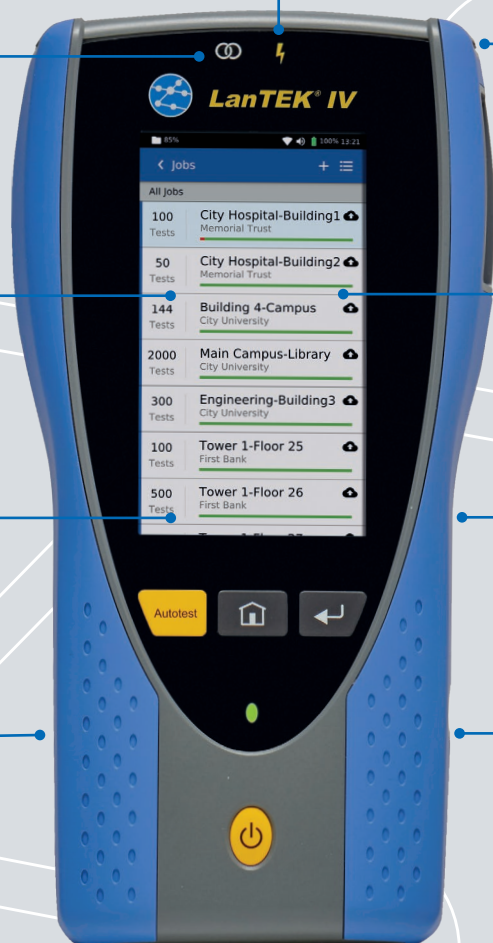 LanTEK® IV
85%
100% 13:21
Jobs
All Jobs
100 Tests
City Hospital-Building1
Memorial Trust
50 Tests
City Hospital-Building2
Memorial Trust
144 Tests
Building 4-Campus
City University
2000 Tests
Main Campus-Library
City University
300 Tests
Engineering-Building3
City University
100 Tests
Tower 1-Floor 25
First Bank
500 Tests
Tower 1-Floor 26
First Bank
Autotest